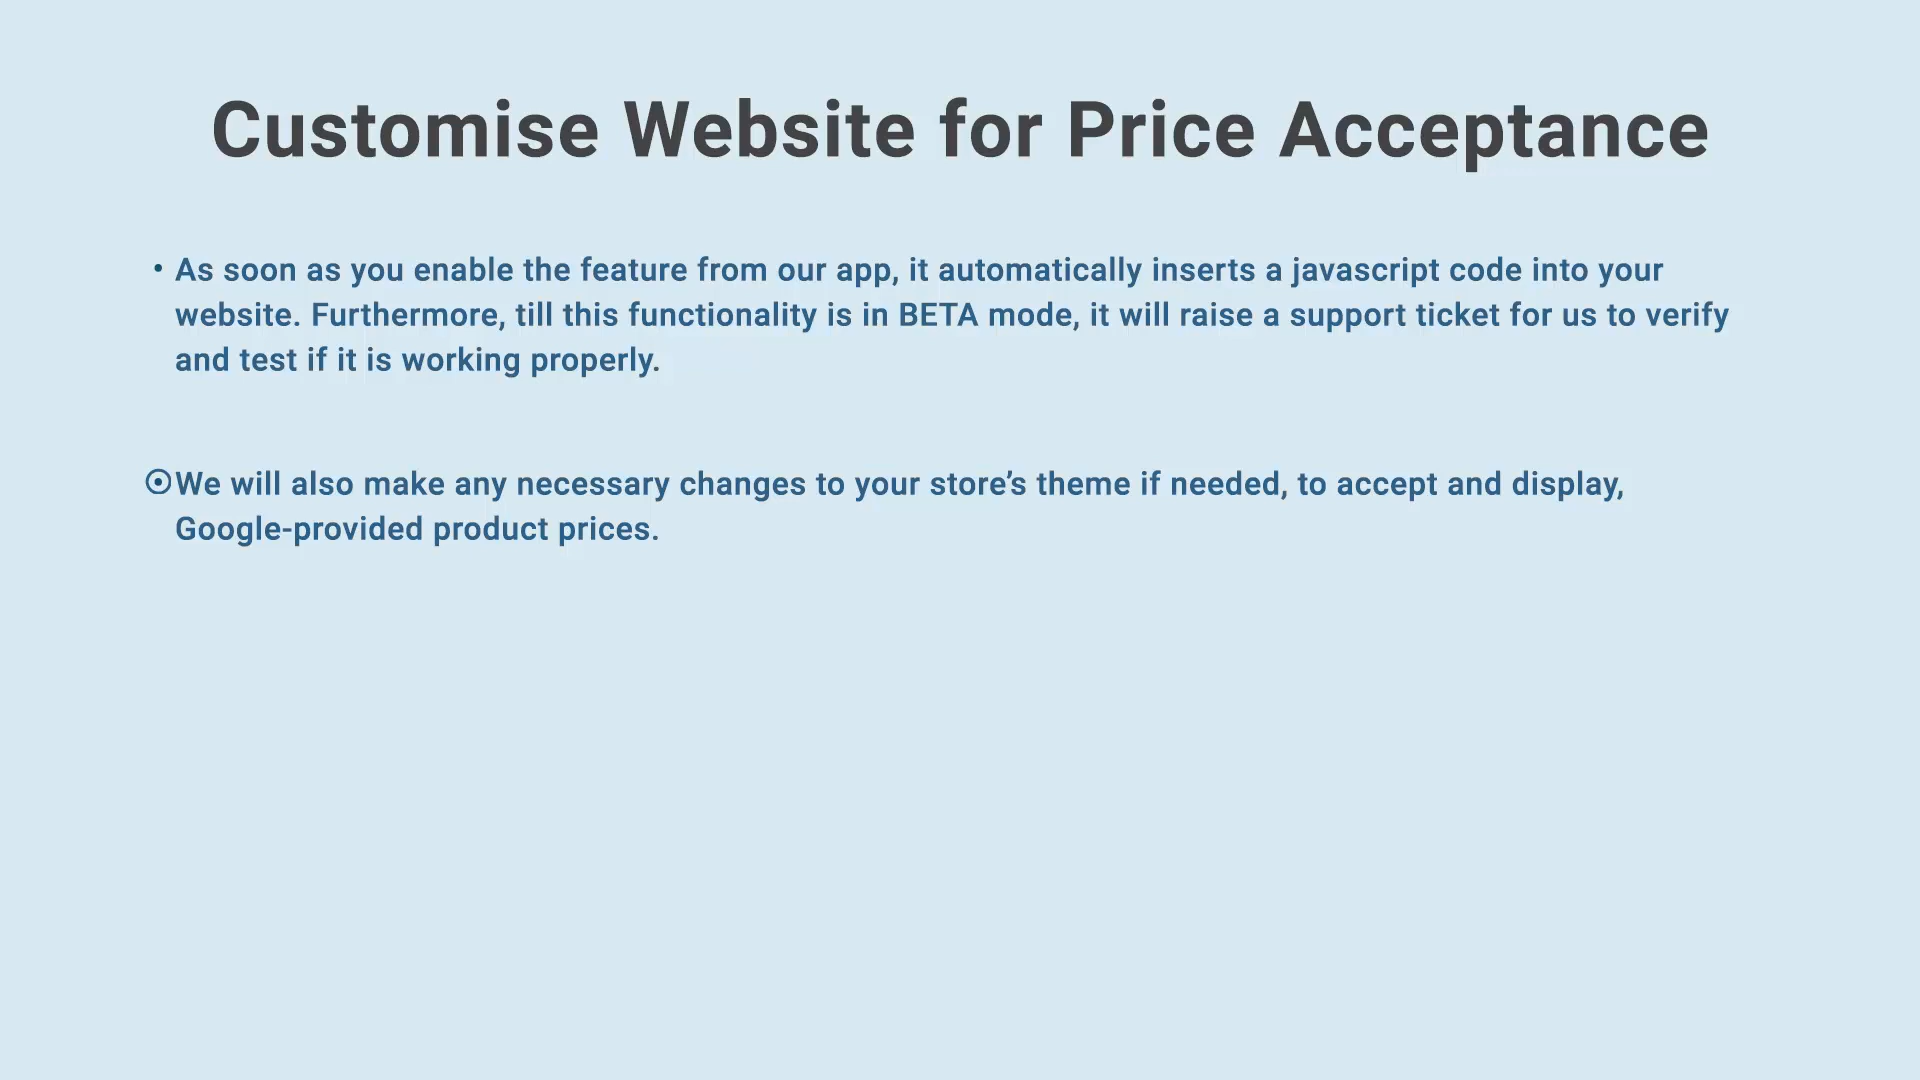 Customise Website for Price Acceptance
• As soon as you enable the feature from our app, it automatically inserts a javascript code into your
website. Furthermore, till this functionality is in BETA mode, it will raise a support ticket for us to verify
and test if it is working properly.
⊙We will also make any necessary changes to your store’s theme if needed, to accept and display,
Google-provided product prices.